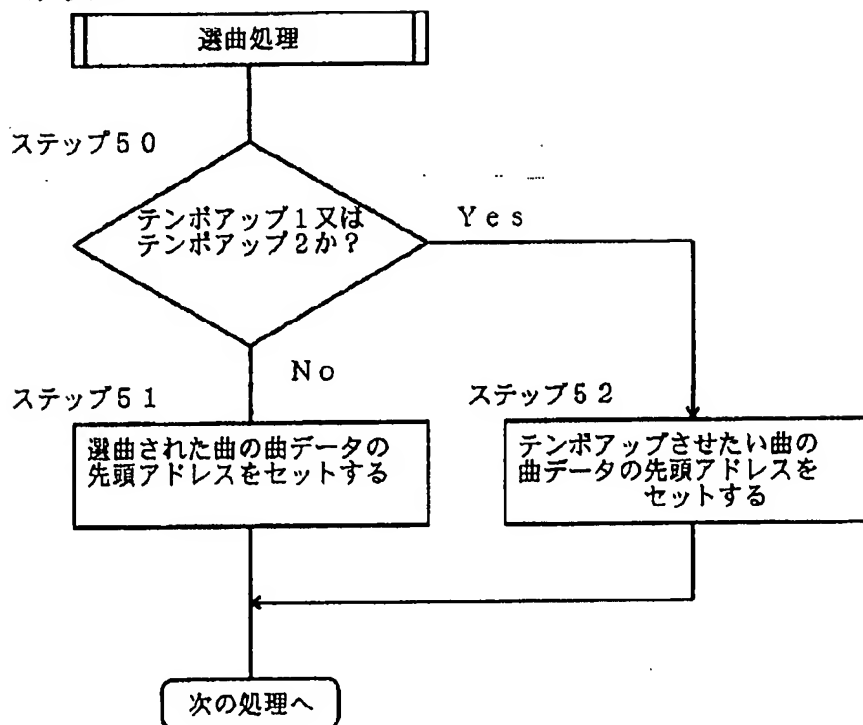 選曲処理
ステップ５０
テンポアップ１又は
テンポアップ２か？
Ｙｅｓ
Ｎｏ
ステップ５１
選曲された曲の曲データの
先頭アドレスをセットする
ステップ５２
テンポアップさせたい曲の
曲データの先頭アドレスを
セットする
次の処理へ